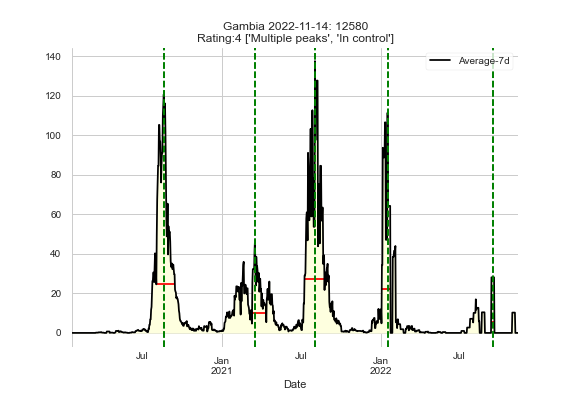 Gambia 2022-11-14: 12580
Rating:4 ['Multiple peaks', 'In control']
Average-7d
140
120
100
80
60
40
20
0
Jul
Jan
2021
Jul
Jan
2022
Jul
Date